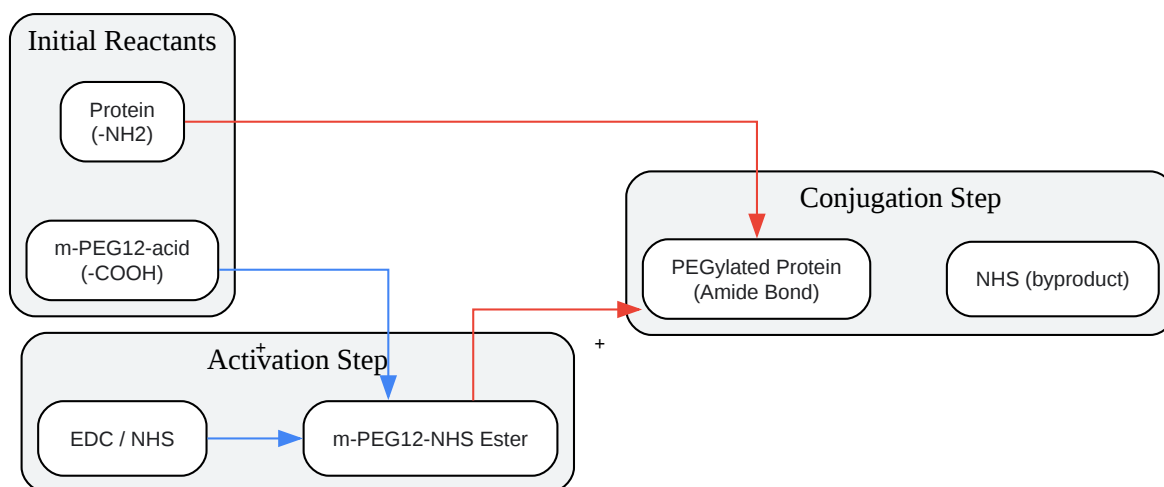 Initial Reactants
Protein
(-NH2)
m-PEG12-acid
(-COOH)
Activation Step
+
EDC / NHS
m-PEG12-NHS Ester
+
Conjugation Step
PEGylated Protein
(Amide Bond)
NHS (byproduct)